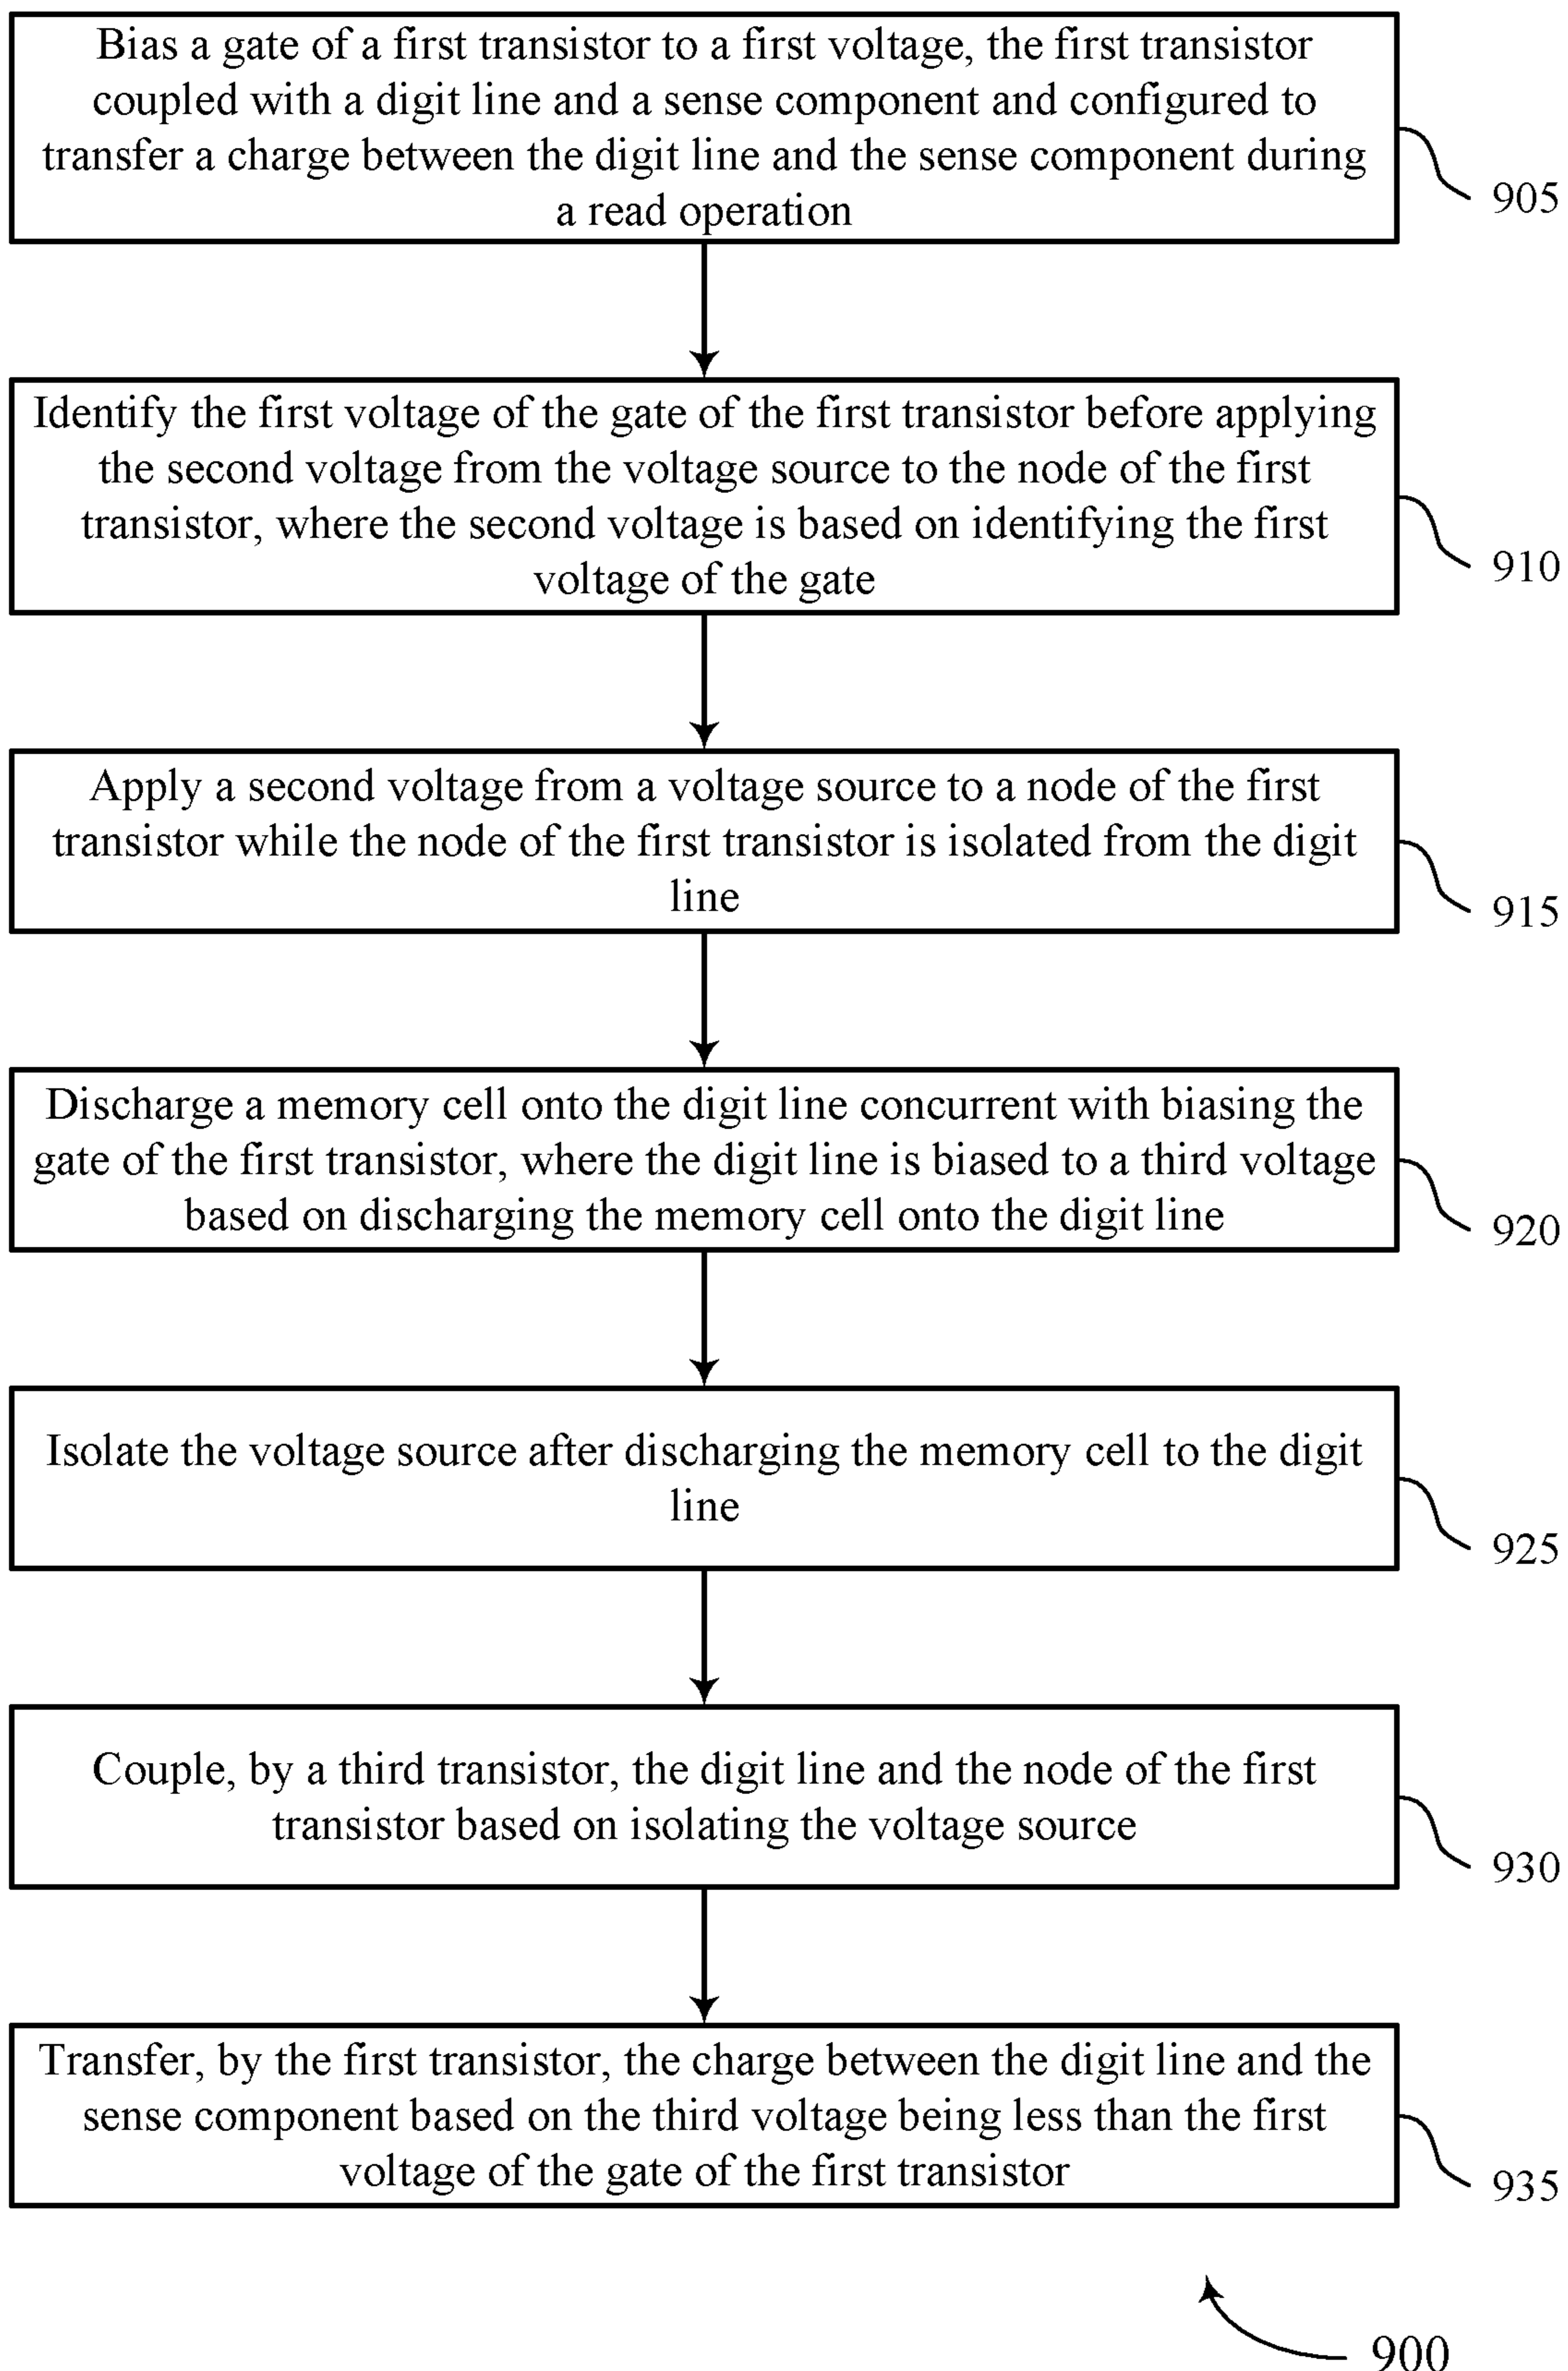 Bias a gate of a first transistor to a first voltage, the first transistor
coupled with a digit line and a sense component and configured to
transfer a charge between the digit line and the sense component during
a read operation
905
Identify the first voltage of the gate of the first transistor before applying
the second voltage from the voltage source to the node of the first
transistor, where the second voltage is based on identifying the first
voltage of the gate
910
Apply a second voltage from a voltage source to a node of the first
transistor while the node of the first transistor is isolated from the digit
line
915
Discharge a memory cell onto the digit line concurrent with biasing the
gate of the first transistor, where the digit line is biased to a third voltage
based on discharging the memory cell onto the digit line
920
Isolate the voltage source after discharging the memory cell to the digit
line
925
Couple, by a third transistor, the digit line and the node of the first
transistor based on isolating the voltage source
930
Transfer, by the first transistor, the charge between the digit line and the
sense component based on the third voltage being less than the first
voltage of the gate of the first transistor
935
900